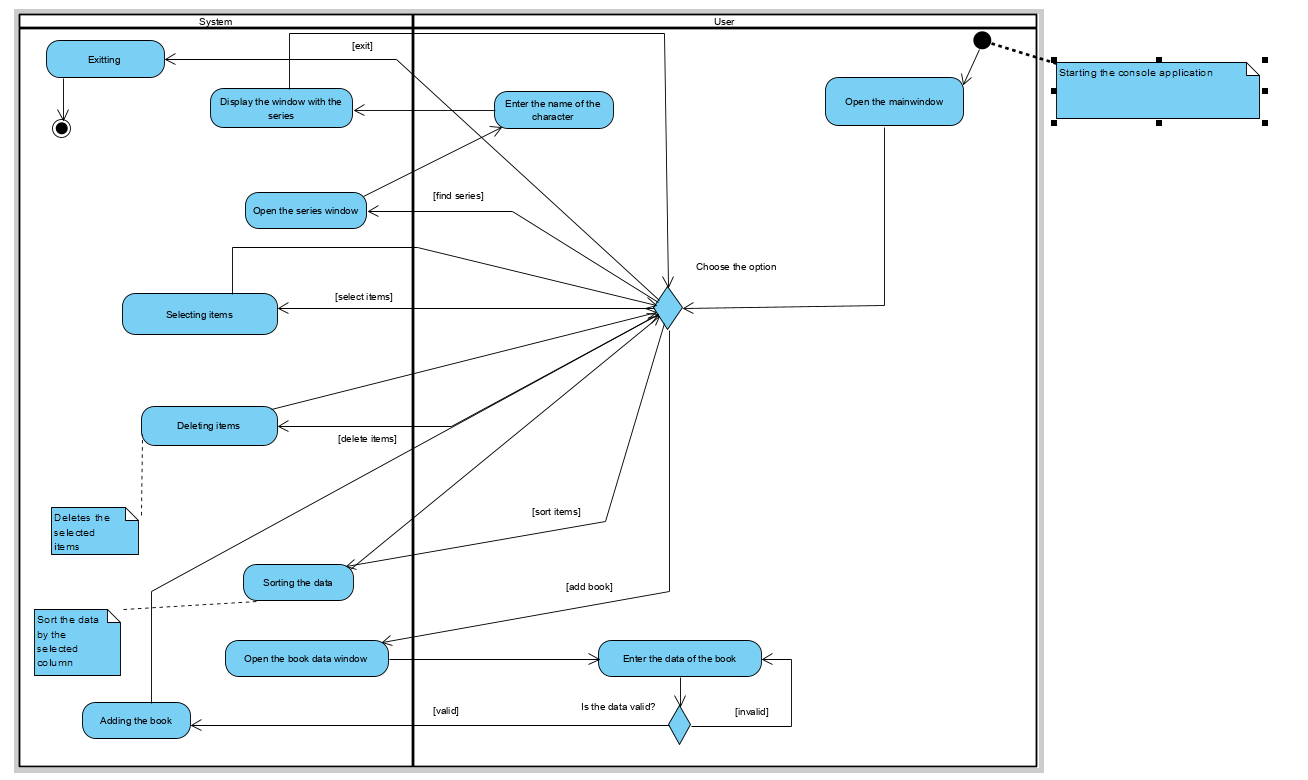 System
User
Exitting
[exit]
Display the window with the
series
Enter the name of the
character
Open the mainwindow
Starting the console application
Open the series window
[find series]
Choose the option
Selecting items
[select items]
Deleting items
[delete items]
Deletes the
selected
items
[sort items]
Sorting the data
[add book]
Sort the data
by the
selected
column
Open the book data window
Enter the data of the book
Adding the book
[valid]
Is the data valid?
[invalid]